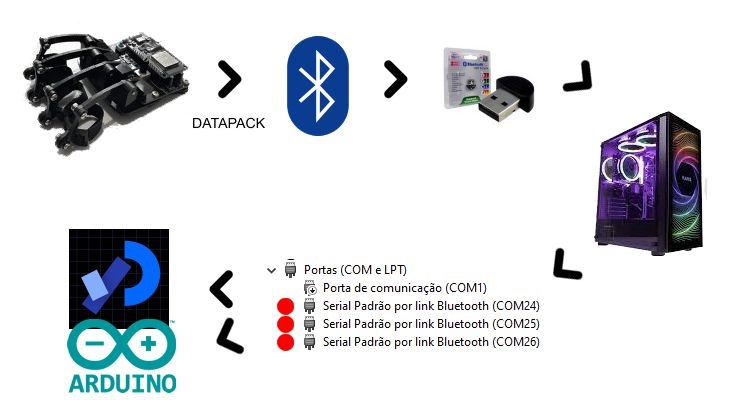 DATAPACK
Portas (COM e LPT)
Porta de comunicação (COM1)
Serial Padrão por link Bluetooth (COM24)
Serial Padrão por link Bluetooth (COM25)
Serial Padrão por link Bluetooth (COM26)
ARDUINO
TM